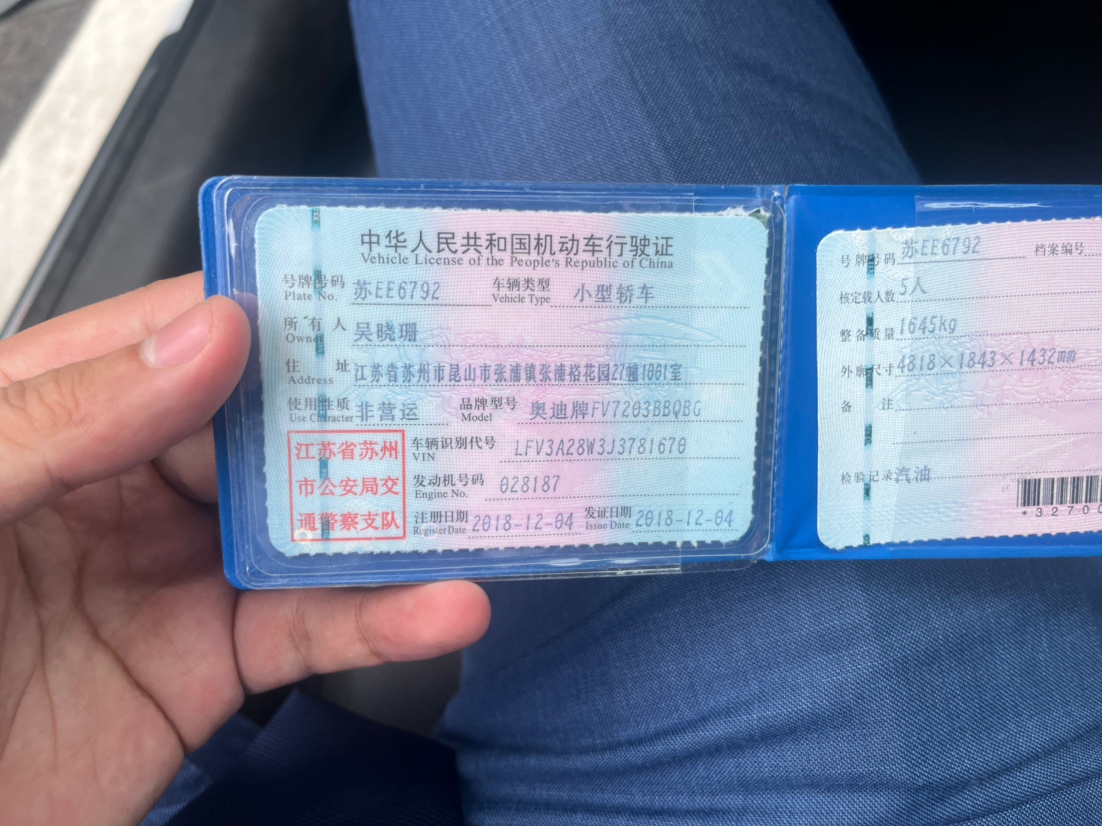 中华人民共和国机动车行驶证
Vehicle License of the People's Republic of China
号牌号码 苏EE6792 车辆类型 小型轿车
Plate No. Vehicle Type
所有人 吴晓珊
Owner
住址 江苏省苏州市昆山市张浦镇张浦裕花园27幢1001室
Address
使用性质 非营运 品牌型号 奥迪牌FV7203BBQBG
Use Character Model
江苏省苏州
市公安局交
通警察支队
车辆识别代号 LFV3A28W3J3781670
VIN
发动机号码 028187
Engine No.
注册日期 2018-12-04 发证日期 2018-12-04
Register Date Issue Date
号牌号码 苏EE6792 档案编号
核定载人数 5人
整备质量 1645kg
外廓尺寸 4818×1843×1432mm
备注
检验记录 汽油
*32700